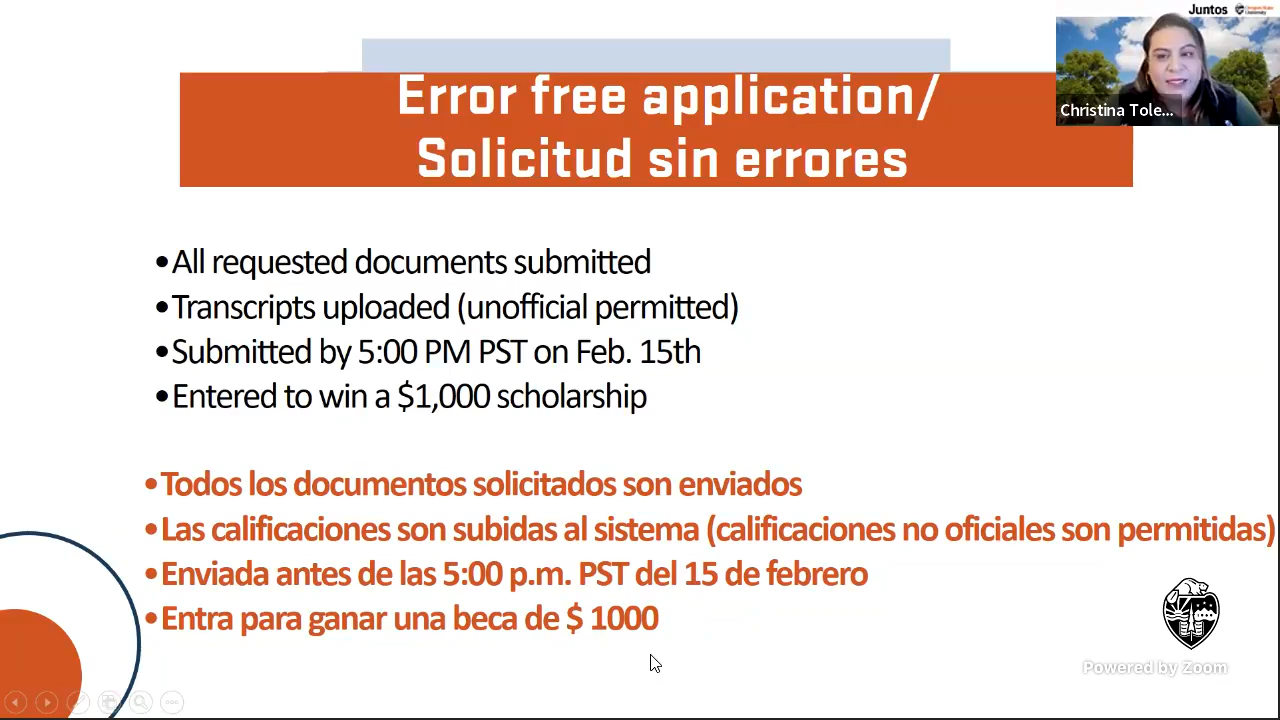 Juntos
Oregon State
University
Christina Tole...
Error free application/
Solicitud sin errores
•All requested documents submitted
•Transcripts uploaded (unofficial permitted)
•Submitted by 5:00 PM PST on Feb. 15th
•Entered to win a $1,000 scholarship
•Todos los documentos solicitados son enviados
•Las calificaciones son subidas al sistema (calificaciones no oficiales son permitidas)
•Enviada antes de las 5:00 p.m. PST del 15 de febrero
•Entra para ganar una beca de $ 1000
Powered by Zoom